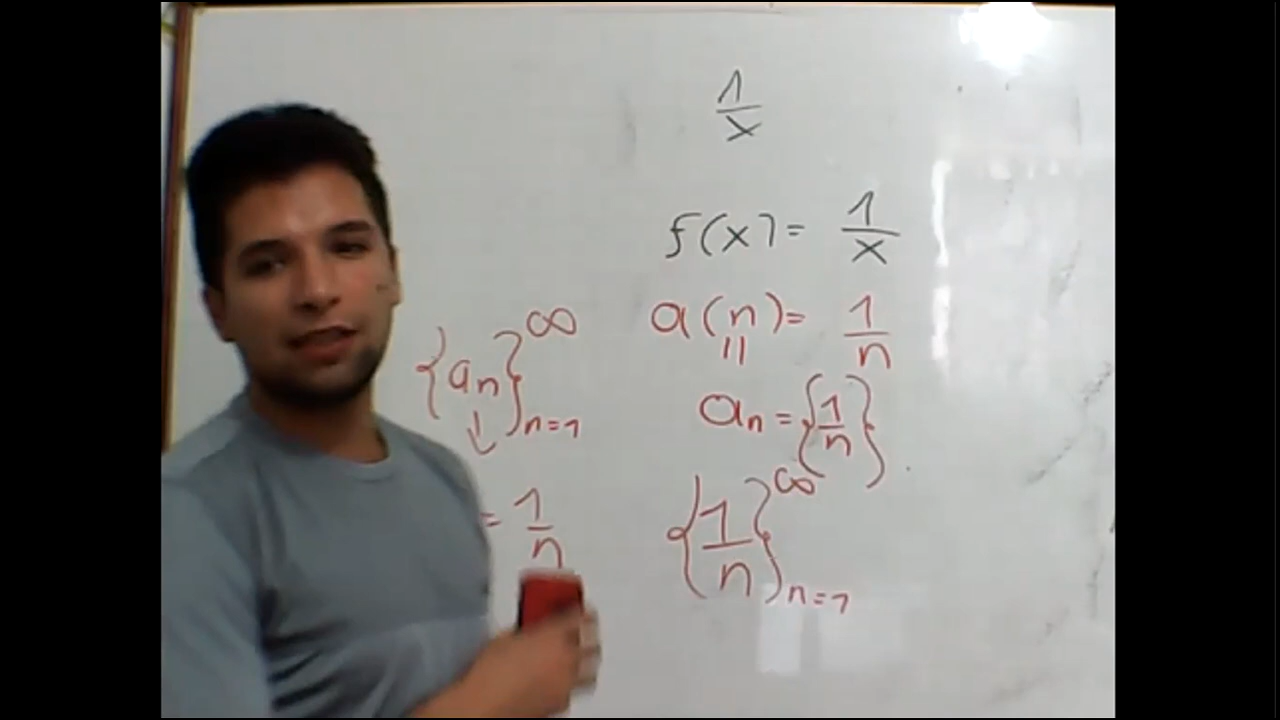 1/x
f(x) = 1/x
a(n) = 1/n
||
{an}∞n=1
an = {1/n}
↓
= 1/n
{1/n}∞n=1